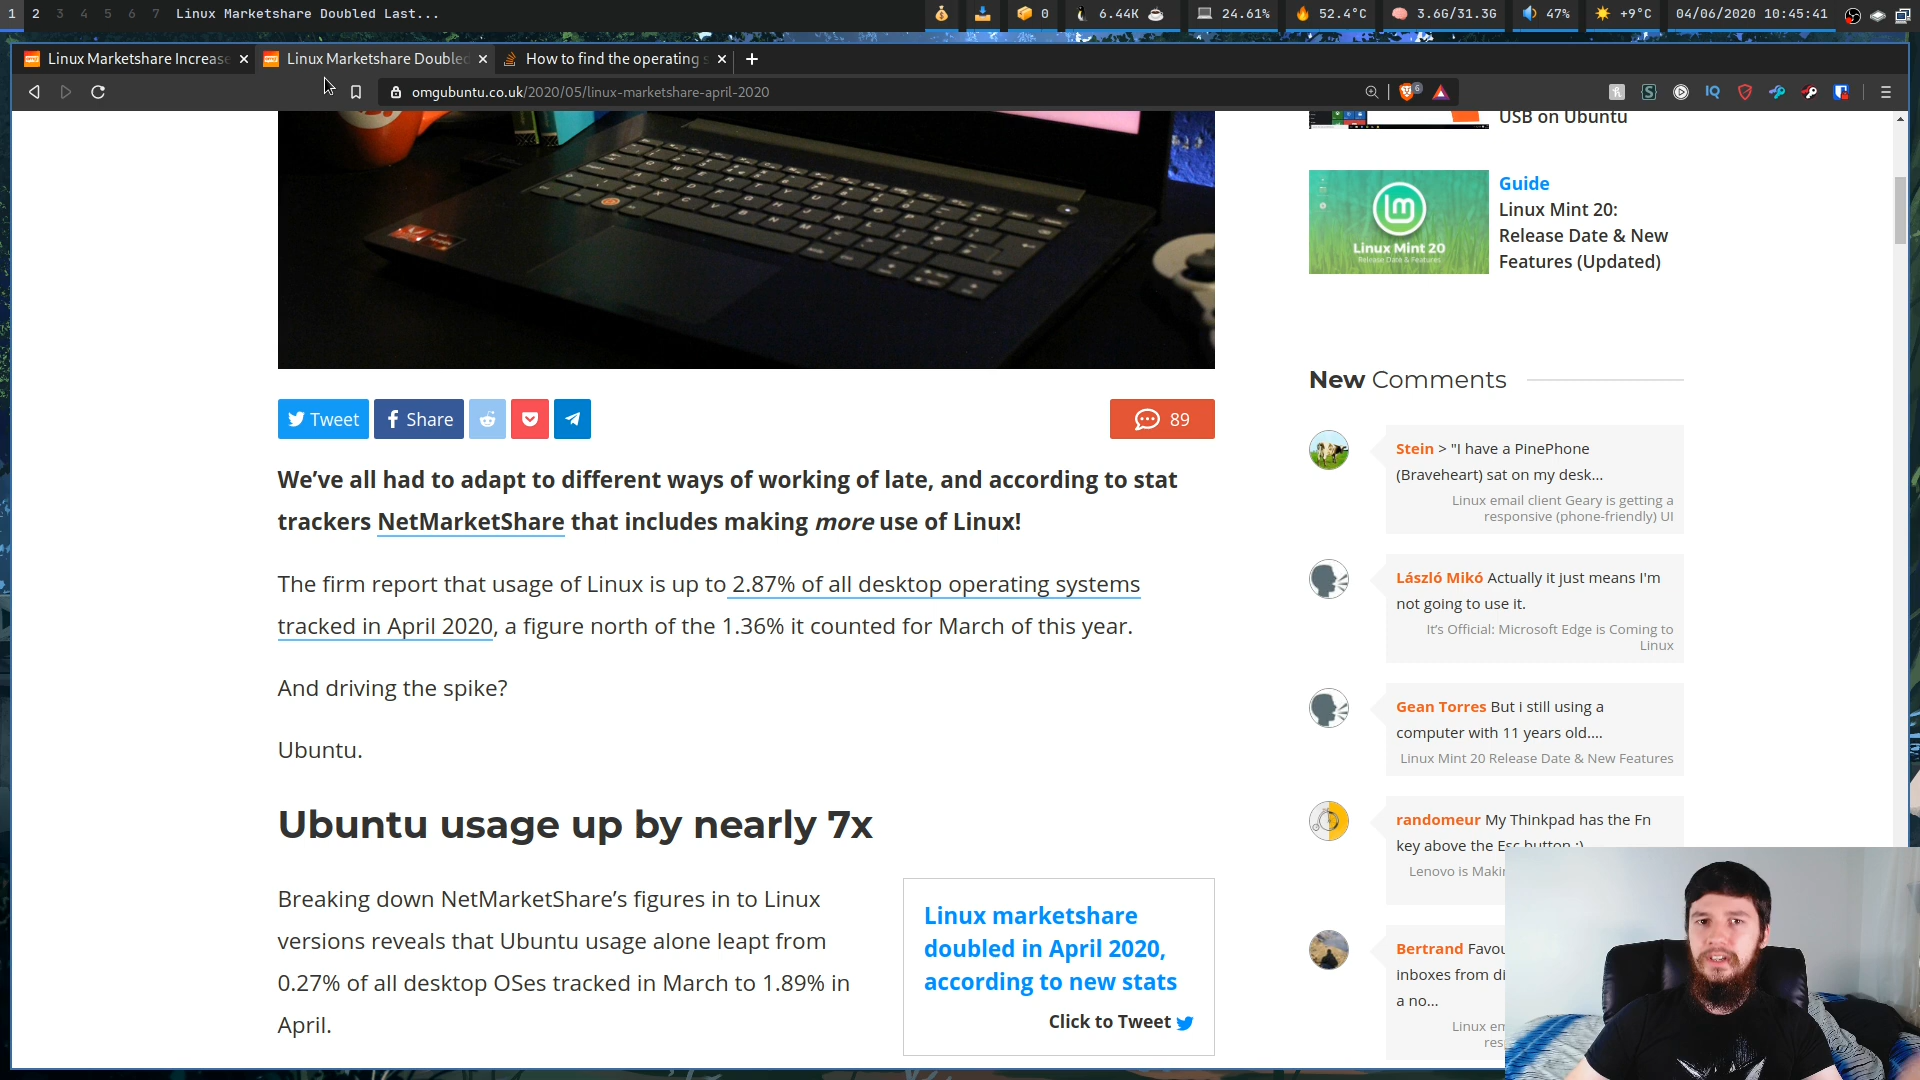 1 2 3 4 5 6 7 Linux Marketshare Doubled Last...
0 6.44K 24.61% 52.4°C 3.6G/31.3G 47% +9°C 04/06/2020 10:45:41
Linux Marketshare Increase
Linux Marketshare Doubled
How to find the operating s
omgubuntu.co.uk/2020/05/linux-marketshare-april-2020
USB on Ubuntu
Guide
Linux Mint 20:
Release Date & New
Features (Updated)
Linux Mint 20
Release Date & Features
Tweet
Share
89
We've all had to adapt to different ways of working of late, and according to stat
trackers NetMarketShare that includes making more use of Linux!
The firm report that usage of Linux is up to 2.87% of all desktop operating systems
tracked in April 2020, a figure north of the 1.36% it counted for March of this year.
And driving the spike?
Ubuntu.
Ubuntu usage up by nearly 7x
Breaking down NetMarketShare's figures in to Linux
versions reveals that Ubuntu usage alone leapt from
0.27% of all desktop OSes tracked in March to 1.89% in
April.
Linux marketshare
doubled in April 2020,
according to new stats
Click to Tweet
New Comments
Stein > "I have a PinePhone
(Braveheart) sat on my desk...
Linux email client Geary is getting a
responsive (phone-friendly) UI
László Mikó Actually it just means I'm
not going to use it.
It's Official: Microsoft Edge is Coming to
Linux
Gean Torres But i still using a
computer with 11 years old....
Linux Mint 20 Release Date & New Features
randomeur My Thinkpad has the Fn
key above the Esc button :)
Lenovo is Makin
Bertrand Favou
inboxes from di
a no...
Linux em
res